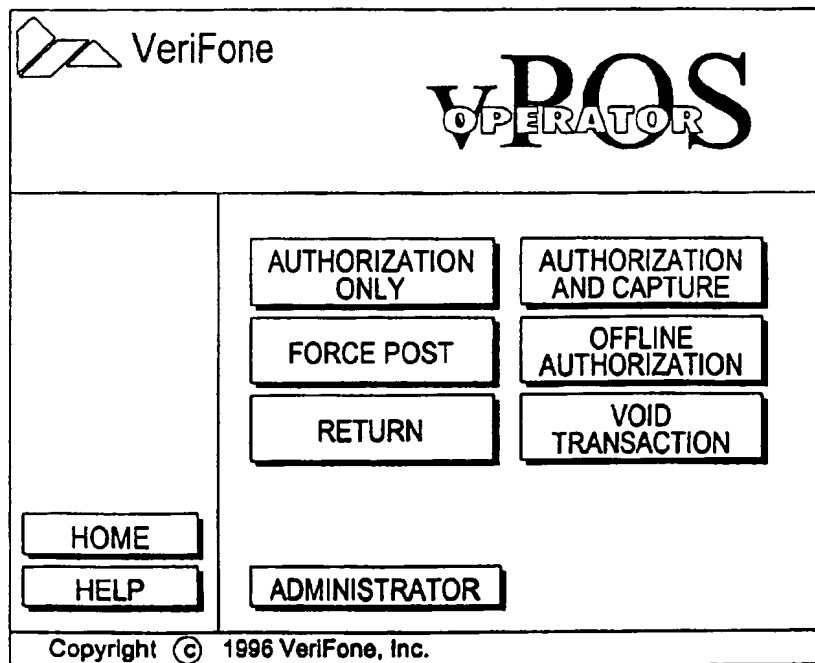 VeriFone
vPOS
OPERATOR
AUTHORIZATION
ONLY
AUTHORIZATION
AND CAPTURE
FORCE POST
OFFLINE
AUTHORIZATION
RETURN
VOID
TRANSACTION
HOME
HELP
ADMINISTRATOR
Copyright © 1996 VeriFone, Inc.